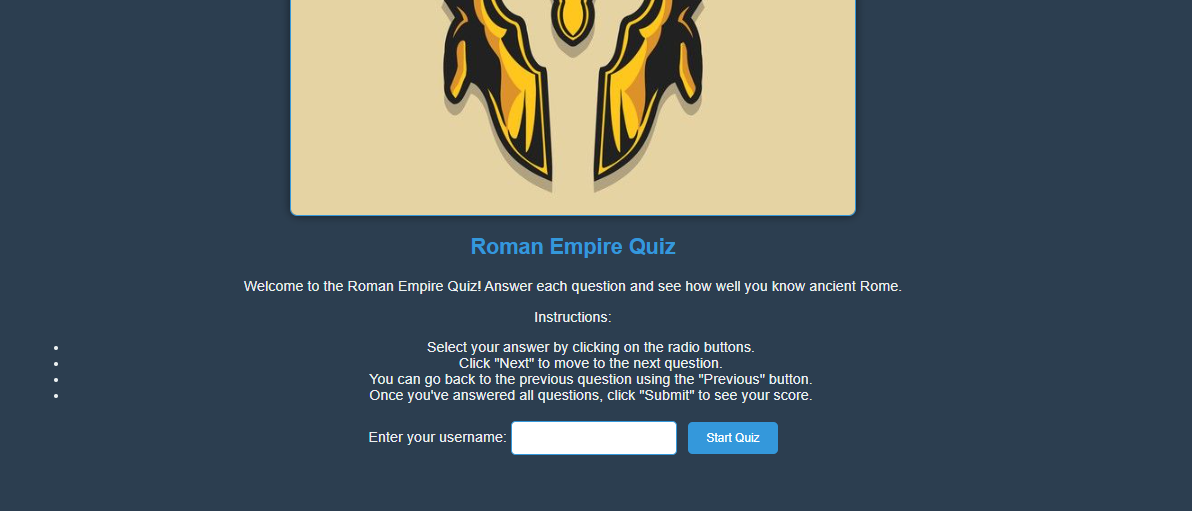 Roman Empire Quiz
Welcome to the Roman Empire Quiz! Answer each question and see how well you know ancient Rome.
Instructions:
Select your answer by clicking on the radio buttons.
Click "Next" to move to the next question.
You can go back to the previous question using the "Previous" button.
Once you've answered all questions, click "Submit" to see your score.
Enter your username: Start Quiz